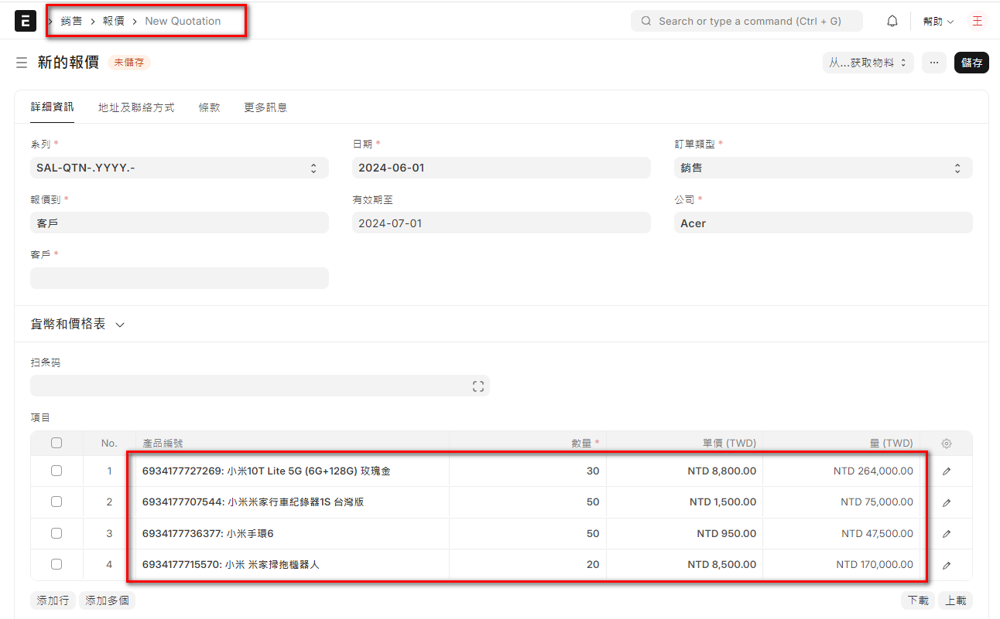 E 銷售 報價 New Quotation Search or type a command (Ctrl + G) 幫助 王
新的報價 未儲存 从...获取物料 ... 儲存
詳細資訊 地址及聯絡方式 條款 更多訊息
系列 * 日期 * 訂單類型 *
SAL-QTN-.YYYY.- 2024-06-01 銷售
報價到 * 有效期至 公司 *
客戶 2024-07-01 Acer
客戶 *
貨幣和價格表
扫条码
項目
No. 產品編號 數量 * 單價 (TWD) 量 (TWD)
1 6934177727269: 小米10T Lite 5G (6G+128G) 玫瑰金 30 NTD 8,800.00 NTD 264,000.00
2 6934177707544: 小米米家行車紀錄器1S 台灣版 50 NTD 1,500.00 NTD 75,000.00
3 6934177736377: 小米手環6 50 NTD 950.00 NTD 47,500.00
4 6934177715570: 小米 米家掃拖機器人 20 NTD 8,500.00 NTD 170,000.00
添加行 添加多個 下載 上載